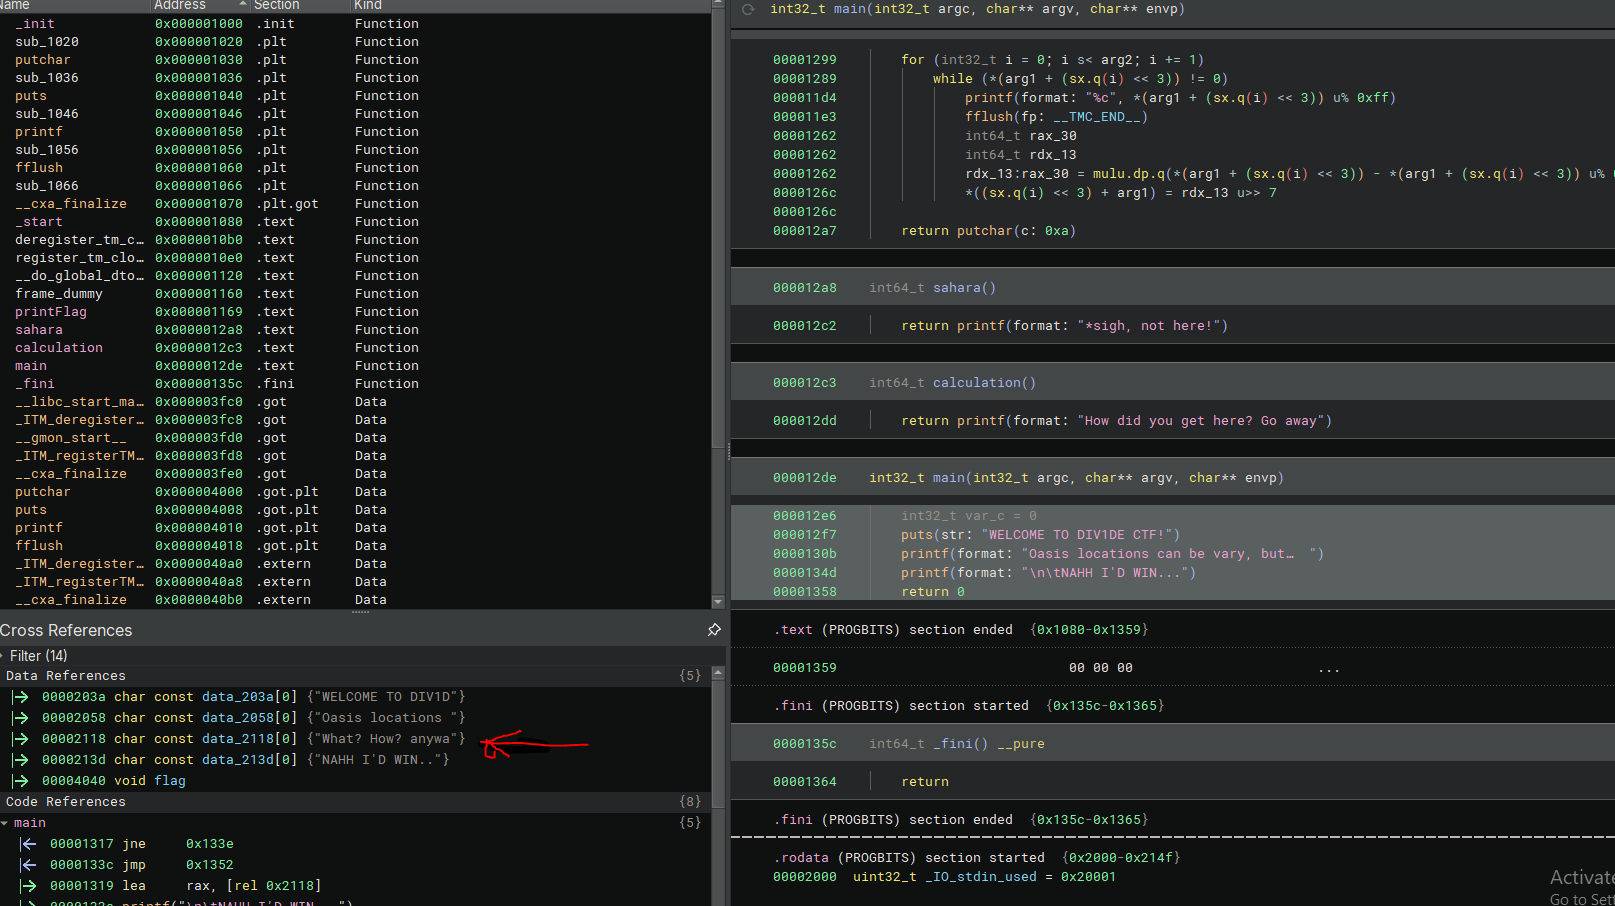 Name Address Section Kind
_init 0x000001000 .init Function
sub_1020 0x000001020 .plt Function
putchar 0x000001030 .plt Function
sub_1036 0x000001036 .plt Function
puts 0x000001040 .plt Function
sub_1046 0x000001046 .plt Function
printf 0x000001050 .plt Function
sub_1056 0x000001056 .plt Function
fflush 0x000001060 .plt Function
sub_1066 0x000001066 .plt Function
__cxa_finalize 0x000001070 .plt.got Function
_start 0x000001080 .text Function
deregister_tm_c… 0x0000010b0 .text Function
register_tm_clo… 0x0000010e0 .text Function
__do_global_dto… 0x000001120 .text Function
frame_dummy 0x000001160 .text Function
printFlag 0x000001169 .text Function
sahara 0x0000012a8 .text Function
calculation 0x0000012c3 .text Function
main 0x0000012de .text Function
_fini 0x00000135c .fini Function
__libc_start_ma… 0x000003fc0 .got Data
_ITM_deregister… 0x000003fc8 .got Data
__gmon_start__ 0x000003fd0 .got Data
_ITM_registerTM… 0x000003fd8 .got Data
__cxa_finalize 0x000003fe0 .got Data
putchar 0x000004000 .got.plt Data
puts 0x000004008 .got.plt Data
printf 0x000004010 .got.plt Data
fflush 0x000004018 .got.plt Data
_ITM_deregister… 0x0000040a0 .extern Data
_ITM_registerTM… 0x0000040a8 .extern Data
__cxa_finalize 0x0000040b0 .extern Data
Cross References
Filter (14)
Data References {5}
0000203a char const data_203a[0] {"WELCOME TO DIV1D"}
00002058 char const data_2058[0] {"Oasis locations "}
00002118 char const data_2118[0] {"What? How? anywa"}
0000213d char const data_213d[0] {"NAHH I'D WIN.."}
00004040 void flag
Code References {8}
main {5}
00001317 jne 0x133e
0000133c jmp 0x1352
00001319 lea rax, [rel 0x2118]
int32_t main(int32_t argc, char** argv, char** envp)
00001299 for (int32_t i = 0; i s< arg2; i += 1)
00001289 while (*(arg1 + (sx.q(i) << 3)) != 0)
000011d4 printf(format: "%c", *(arg1 + (sx.q(i) << 3)) u% 0xff)
000011e3 fflush(fp: __TMC_END__)
00001262 int64_t rax_30
00001262 int64_t rdx_13
00001262 rdx_13:rax_30 = mulu.dp.q(*(arg1 + (sx.q(i) << 3)) - *(arg1 + (sx.q(i) << 3)) u%
0000126c *((sx.q(i) << 3) + arg1) = rdx_13 u>> 7
0000126c
000012a7 return putchar(c: 0xa)
000012a8 int64_t sahara()
000012c2 return printf(format: "*sigh, not here!")
000012c3 int64_t calculation()
000012dd return printf(format: "How did you get here? Go away")
000012de int32_t main(int32_t argc, char** argv, char** envp)
000012e6 int32_t var_c = 0
000012f7 puts(str: "WELCOME TO DIV1DE CTF!")
0000130b printf(format: "Oasis locations can be vary, but… ")
0000134d printf(format: "\n\tNAHH I'D WIN...")
00001358 return 0
.text (PROGBITS) section ended {0x1080-0x1359}
00001359 00 00 00 ...
.fini (PROGBITS) section started {0x135c-0x1365}
0000135c int64_t _fini() __pure
00001364 return
.fini (PROGBITS) section ended {0x135c-0x1365}
.rodata (PROGBITS) section started {0x2000-0x214f}
00002000 uint32_t _IO_stdin_used = 0x20001
Activate
Go to Set